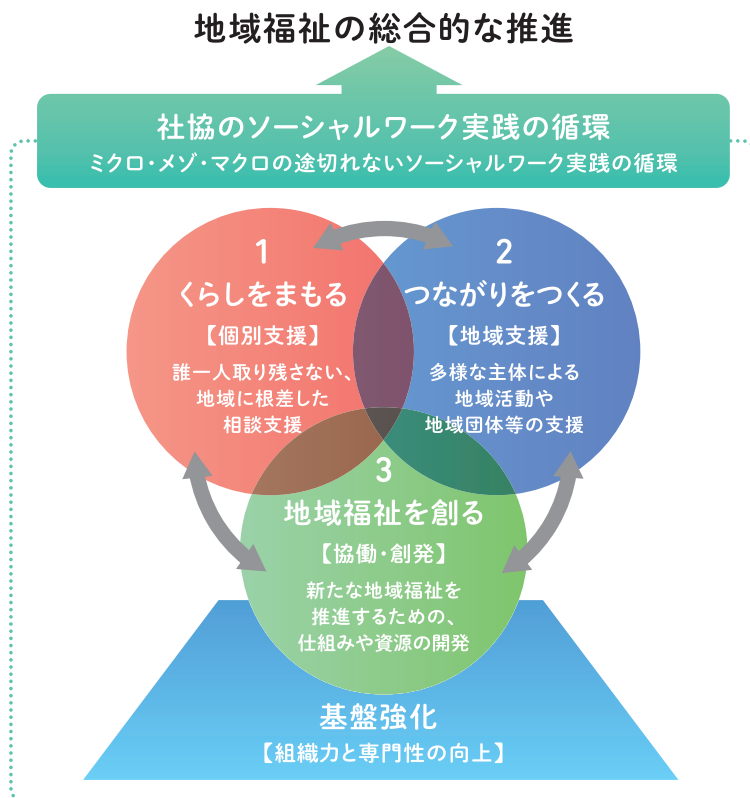 地域福祉の総合的な推進
社協のソーシャルワーク実践の循環
ミクロ・メゾ・マクロの途切れないソーシャルワーク実践の循環
1
くらしをまもる
【個別支援】
誰一人取り残さない、
地域に根差した
相談支援
2
つながりをつくる
【地域支援】
多様な主体による
地域活動や
地域団体等の支援
3
地域福祉を創る
【協働・創発】
新たな地域福祉を
推進するための、
仕組みや資源の開発
基盤強化
【組織力と専門性の向上】